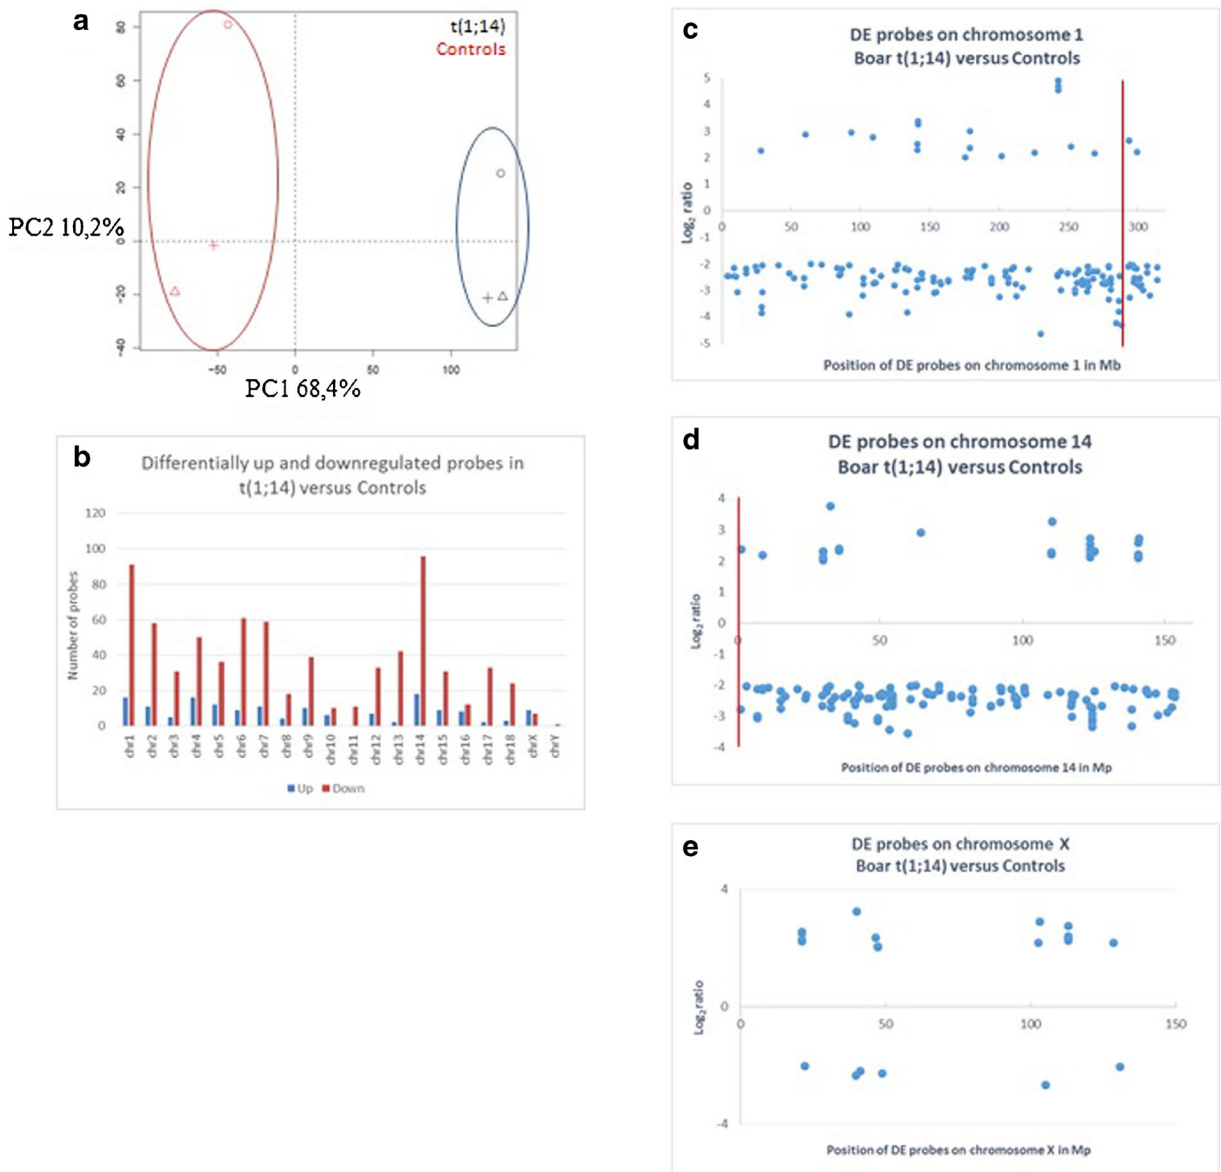 a
t(1;14)
Controls
80
60
40
20
0
-20
-40
PC2 10,2%
-50
0
50
100
PC1 68,4%
b
Differentially up and downregulated probes in
t(1;14) versus Controls
Number of probes
120
100
80
60
40
20
0
chr1
chr2
chr3
chr4
chr5
chr6
chr7
chr8
chr9
chr10
chr11
chr12
chr13
chr14
chr15
chr16
chr17
chr18
chrX
chrY
Up Down
c
DE probes on chromosome 1
Boar t(1;14) versus Controls
Log2 ratio
5
4
3
2
1
0
-1
-2
-3
-4
-5
0 50 100 150 200 250 300
Position of DE probes on chromosome 1 in Mb
d
DE probes on chromosome 14
Boar t(1;14) versus Controls
Log2 ratio
4
3
2
1
0
-1
-2
-3
-4
0 50 100 150
Position of DE probes on chromosome 14 in Mp
e
DE probes on chromosome X
Boar t(1;14) versus Controls
Log2 ratio
4
0
-4
0 50 100 150
Position of DE probes on chromosome X in Mp